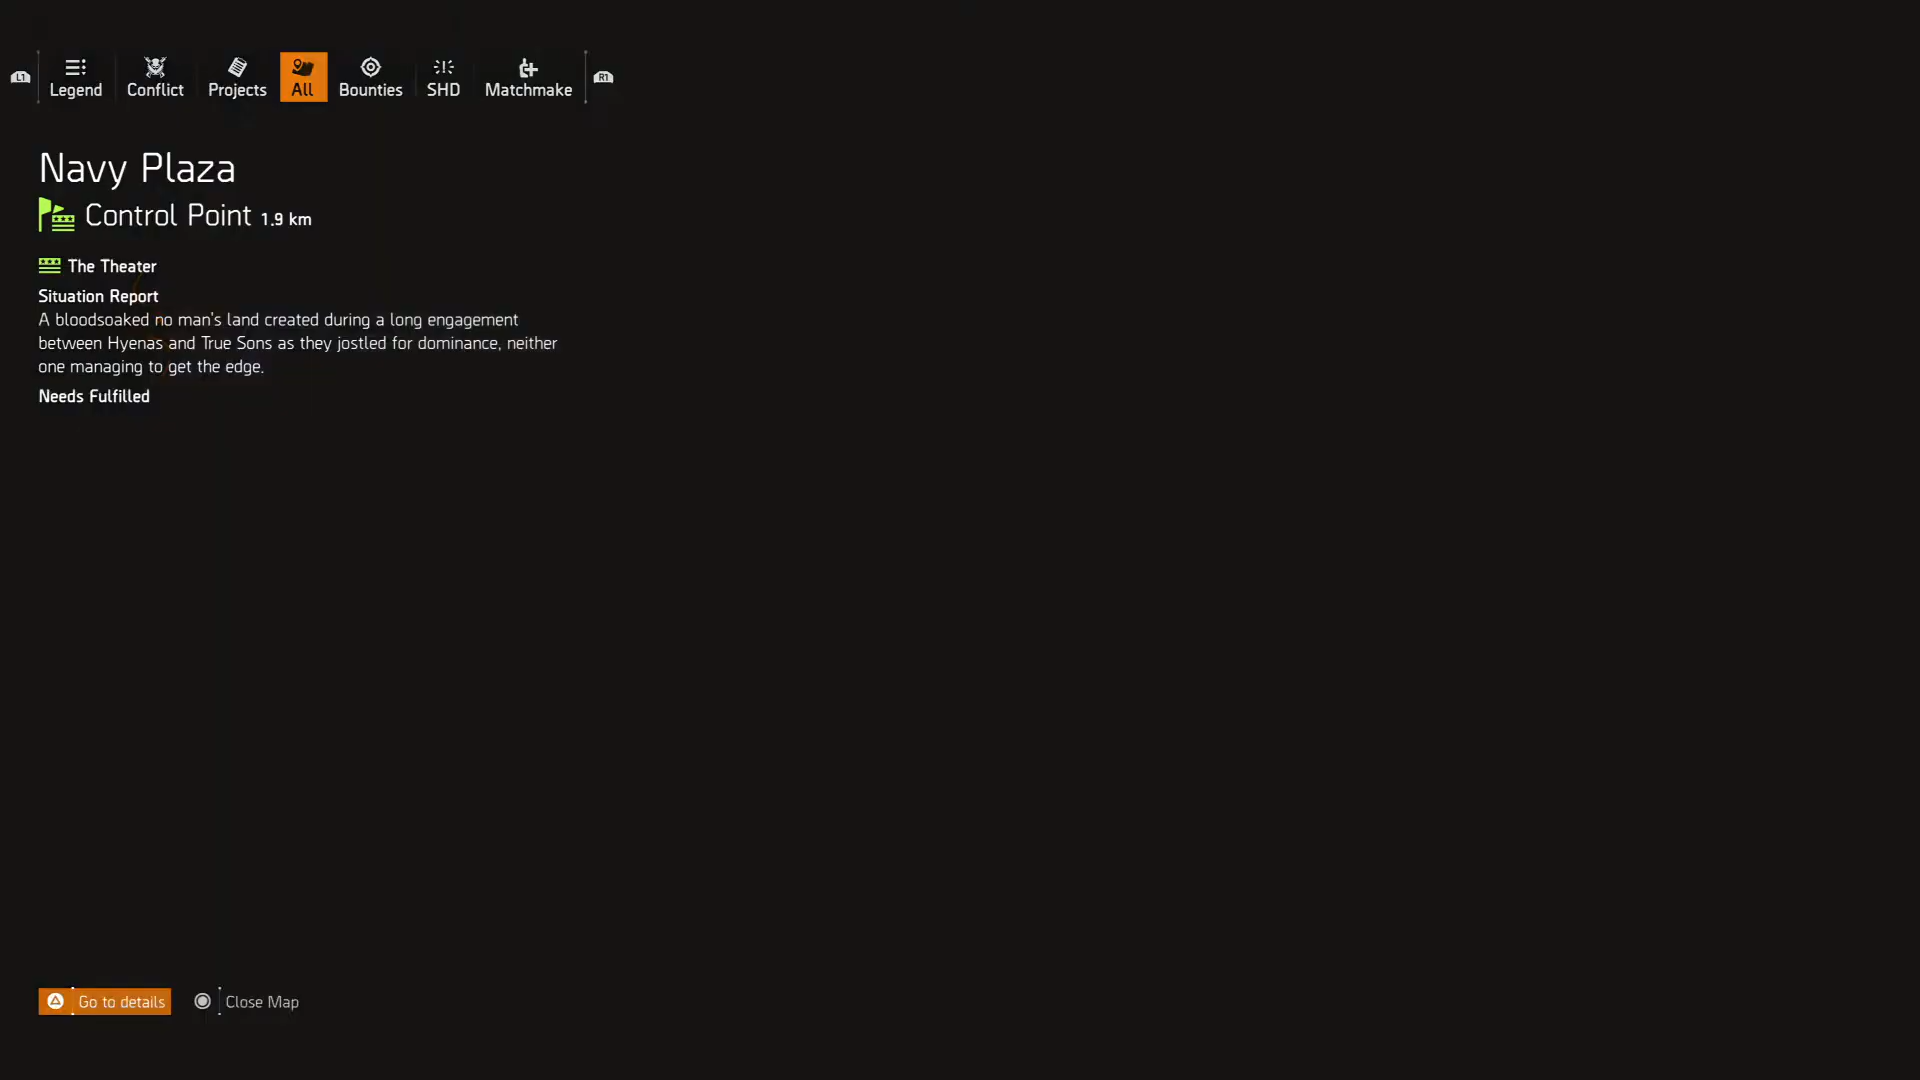 L1 Legend Conflict Projects All Bounties SHD Matchmake R1
Navy Plaza
Control Point 1.9 km
The Theater
Situation Report
A bloodsoaked no man's land created during a long engagement
between Hyenas and True Sons as they jostled for dominance, neither
one managing to get the edge.
Needs Fulfilled
Go to details Close Map